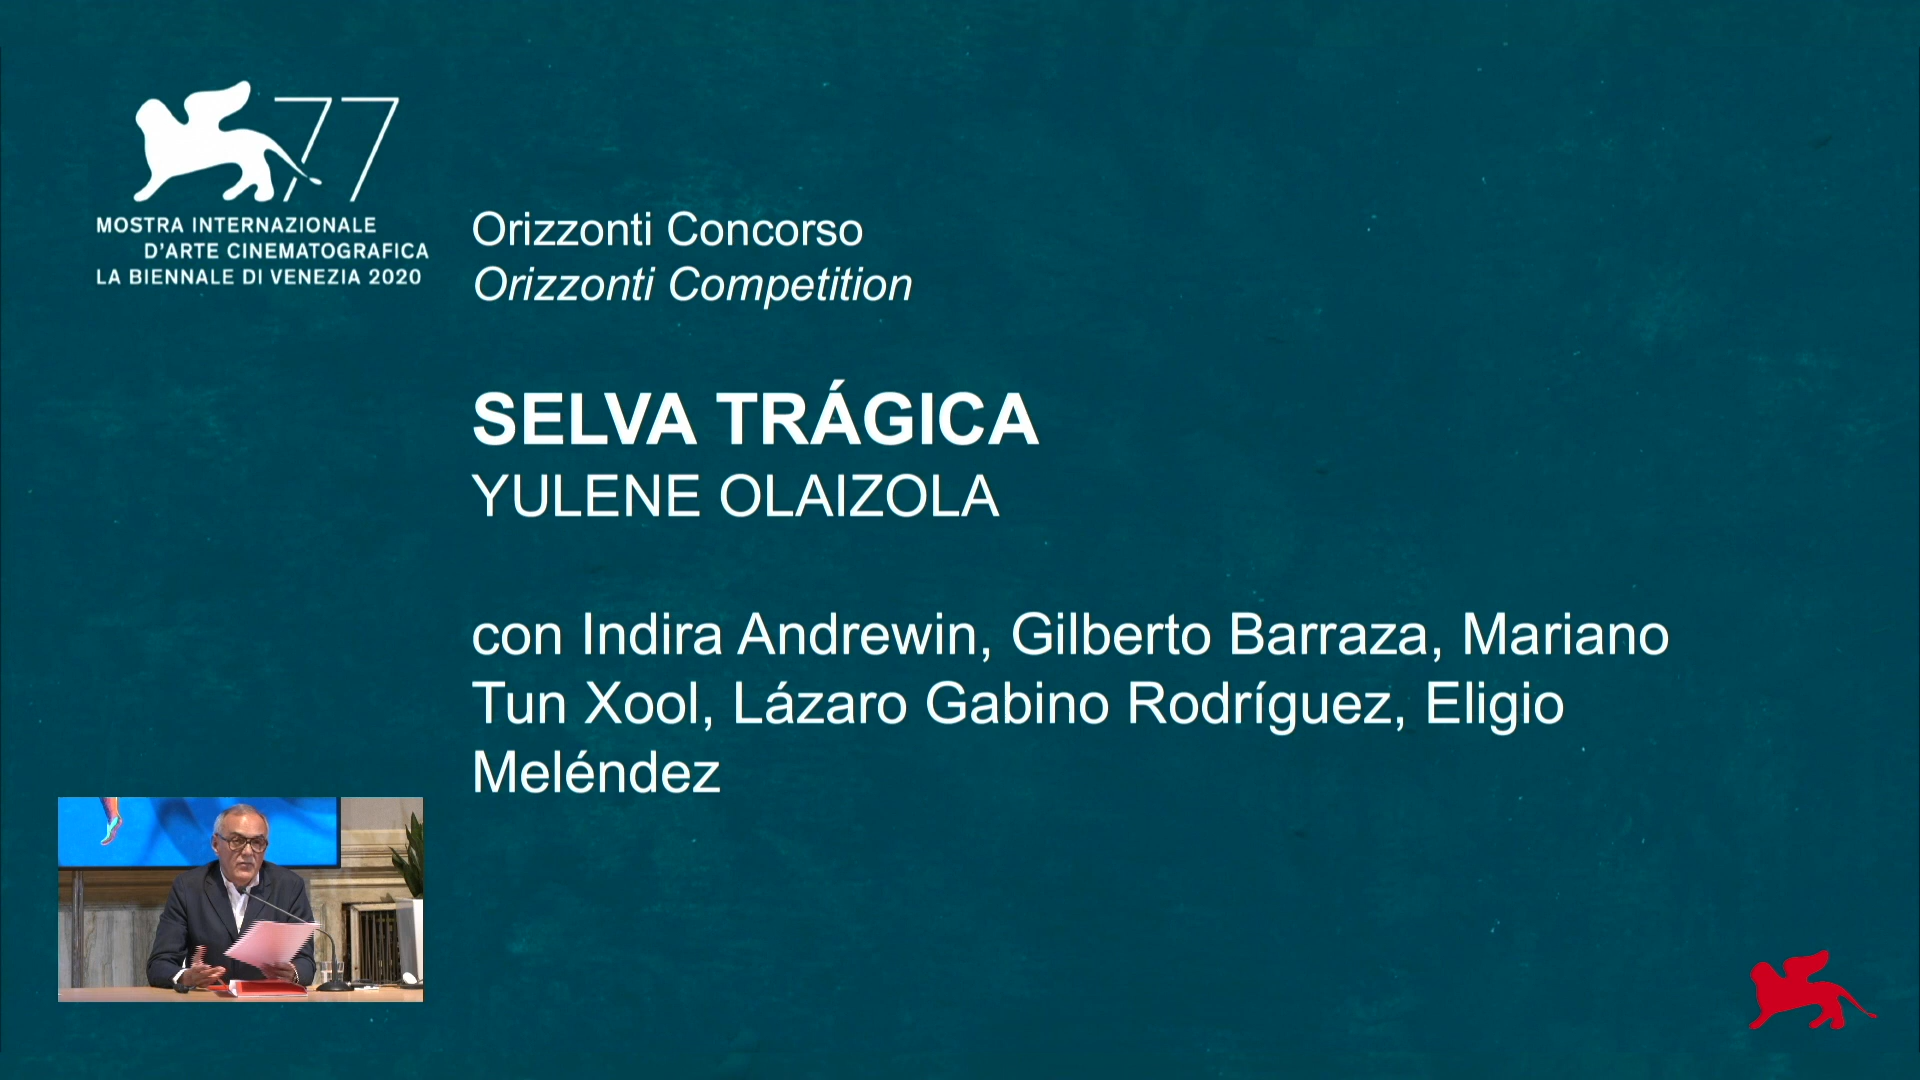 77
MOSTRA INTERNAZIONALE
D'ARTE CINEMATOGRAFICA
LA BIENNALE DI VENEZIA 2020
Orizzonti Concorso
Orizzonti Competition
SELVA TRÁGICA
YULENE OLAIZOLA
con Indira Andrewin, Gilberto Barraza, Mariano
Tun Xool, Lázaro Gabino Rodríguez, Eligio
Meléndez